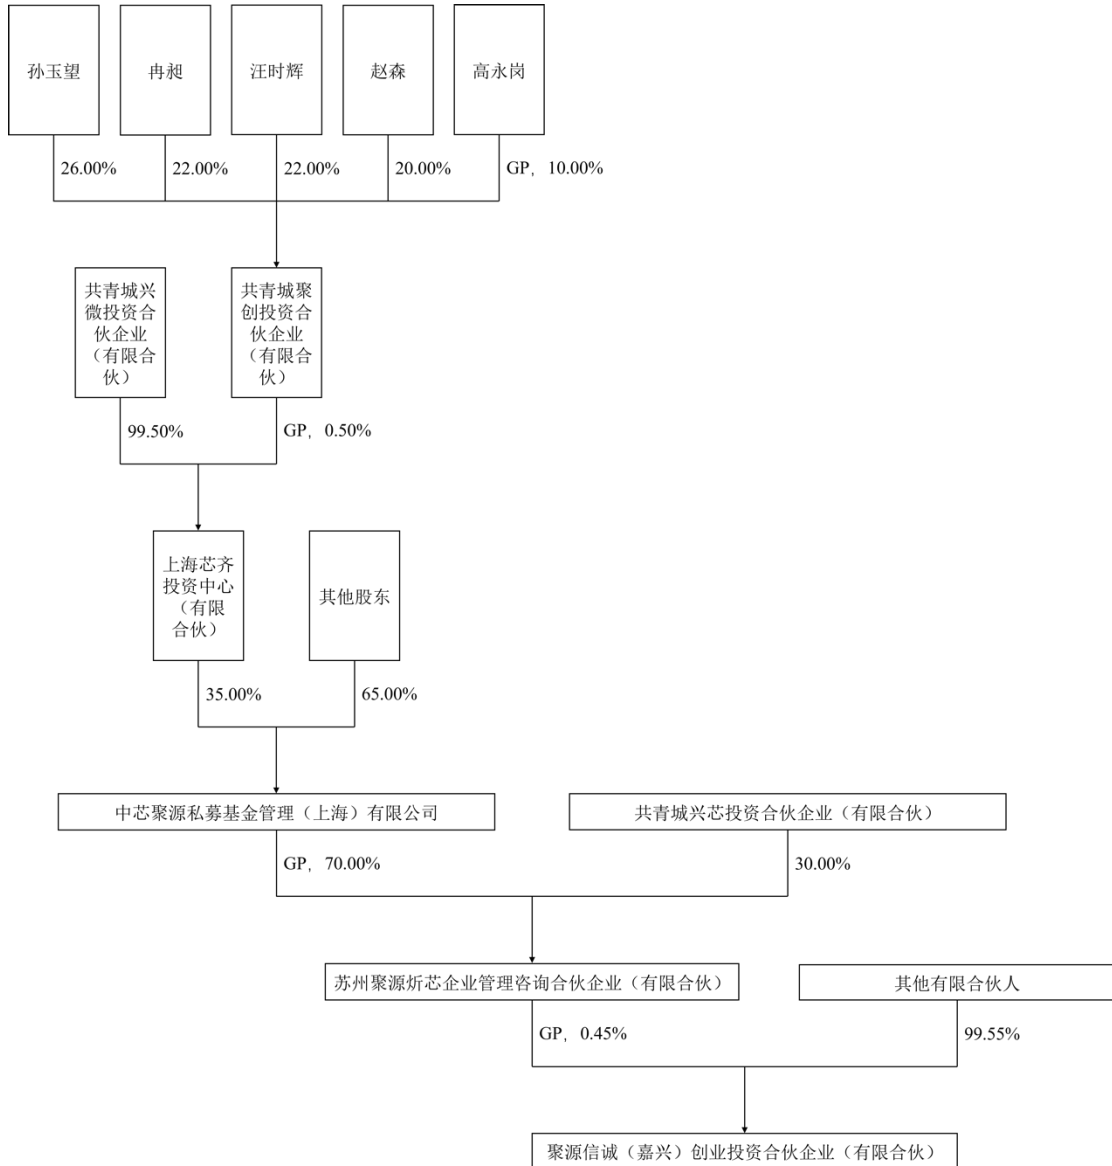 孙玉望
冉昶
汪时辉
赵森
高永岗
26.00%
22.00%
22.00%
20.00%
GP，10.00%
共青城兴
微投资合
伙企业
（有限合
伙）
共青城聚
创投资合
伙企业
（有限合
伙）
99.50%
GP，0.50%
上海芯齐
投资中心
（有限
合伙）
其他股东
35.00%
65.00%
中芯聚源私募基金管理（上海）有限公司
共青城兴芯投资合伙企业（有限合伙）
GP，70.00%
30.00%
苏州聚源炘芯企业管理咨询合伙企业（有限合伙）
其他有限合伙人
GP，0.45%
99.55%
聚源信诚（嘉兴）创业投资合伙企业（有限合伙）